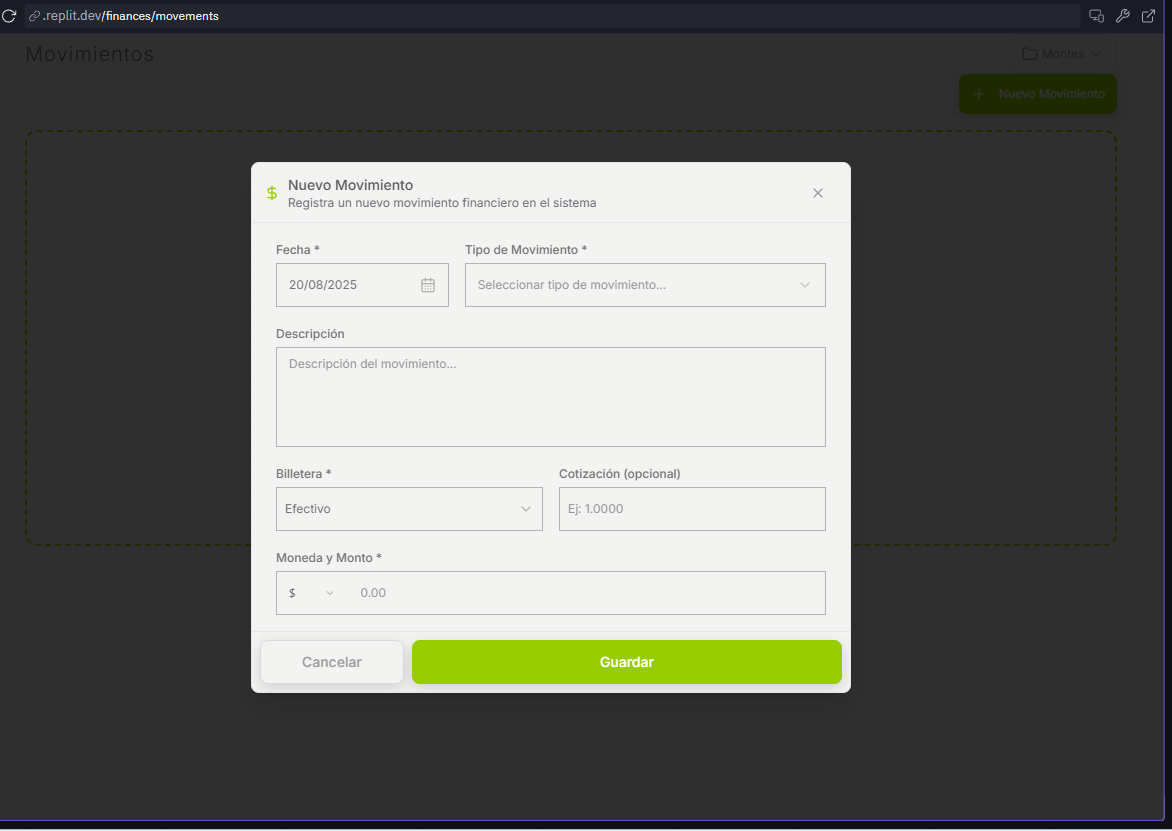 .replit.dev/finances/movements
Movimientos
Montes
+ Nuevo Movimiento
$ Nuevo Movimiento
Registra un nuevo movimiento financiero en el sistema
Fecha * Tipo de Movimiento *
20/08/2025 Seleccionar tipo de movimiento...
Descripción
Descripción del movimiento...
Billetera * Cotización (opcional)
Efectivo Ej: 1.0000
Moneda y Monto *
$ 0.00
Cancelar Guardar